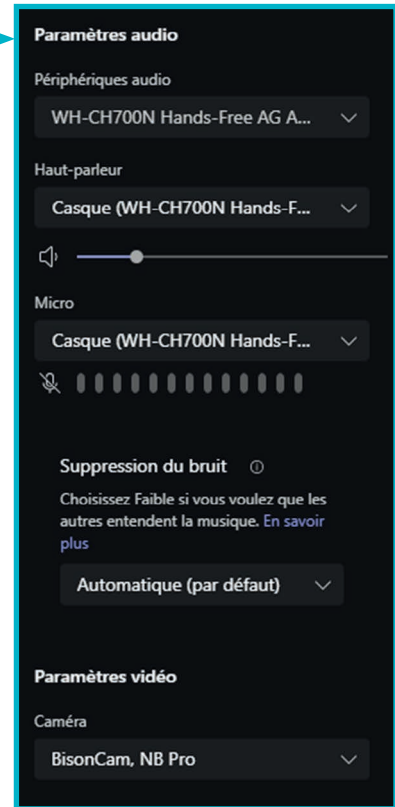 Paramètres audio
Périphériques audio
WH-CH700N Hands-Free AG A...
Haut-parleur
Casque (WH-CH700N Hands-F...
Micro
Casque (WH-CH700N Hands-F...
Suppression du bruit
Choisissez Faible si vous voulez que les
autres entendent la musique. En savoir
plus
Automatique (par défaut)
Paramètres vidéo
Caméra
BisonCam, NB Pro